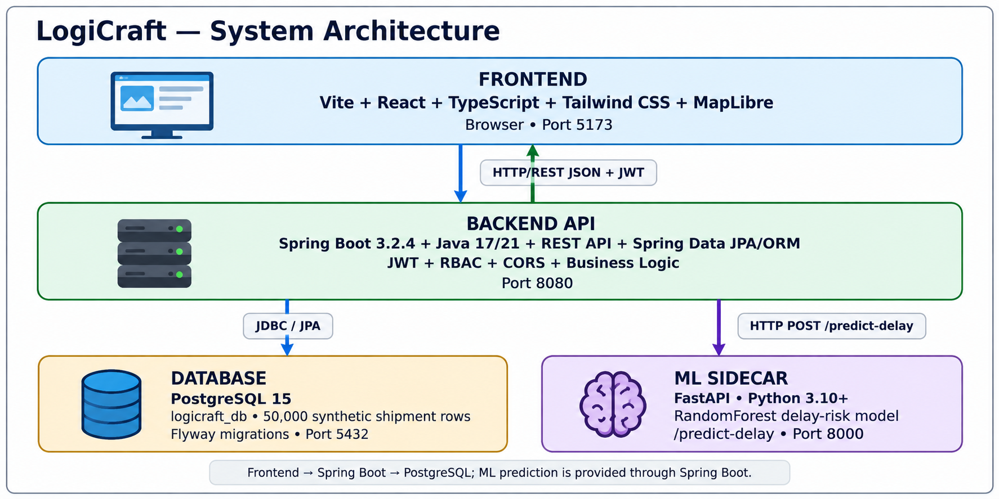 LogiCraft — System Architecture
FRONTEND
Vite + React + TypeScript + Tailwind CSS + MapLibre
Browser • Port 5173
HTTP/REST JSON + JWT
BACKEND API
Spring Boot 3.2.4 + Java 17/21 + REST API + Spring Data JPA/ORM
JWT + RBAC + CORS + Business Logic
Port 8080
JDBC / JPA
HTTP POST /predict-delay
DATABASE
PostgreSQL 15
logicraft_db • 50,000 synthetic shipment rows
Flyway migrations • Port 5432
ML SIDECAR
FastAPI • Python 3.10+
RandomForest delay-risk model
/predict-delay • Port 8000
Frontend → Spring Boot → PostgreSQL; ML prediction is provided through Spring Boot.